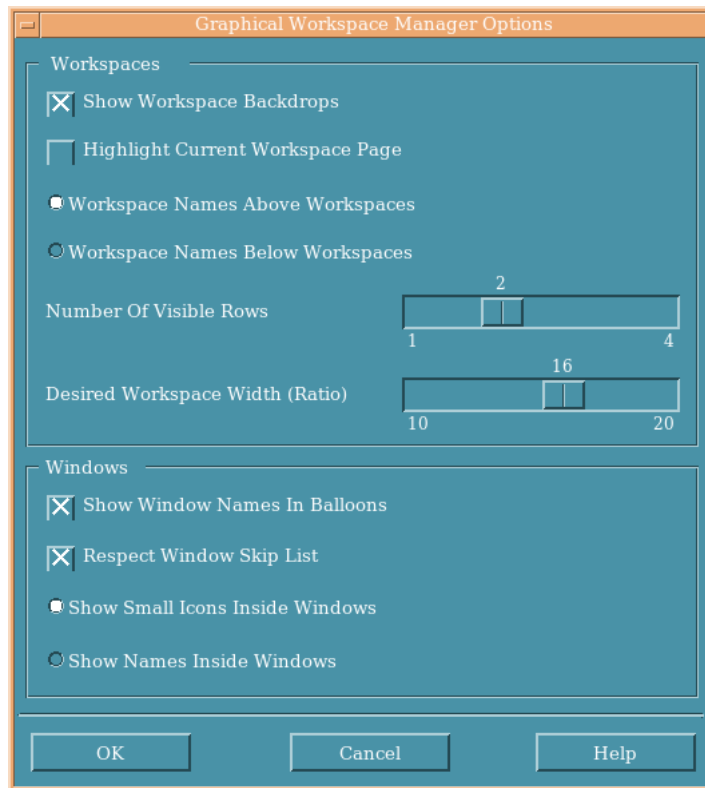 Graphical Workspace Manager Options
Workspaces
Show Workspace Backdrops
Highlight Current Workspace Page
Workspace Names Above Workspaces
Workspace Names Below Workspaces
2
Number Of Visible Rows
1 4
16
Desired Workspace Width (Ratio)
10 20
Windows
Show Window Names In Balloons
Respect Window Skip List
Show Small Icons Inside Windows
Show Names Inside Windows
OK Cancel Help